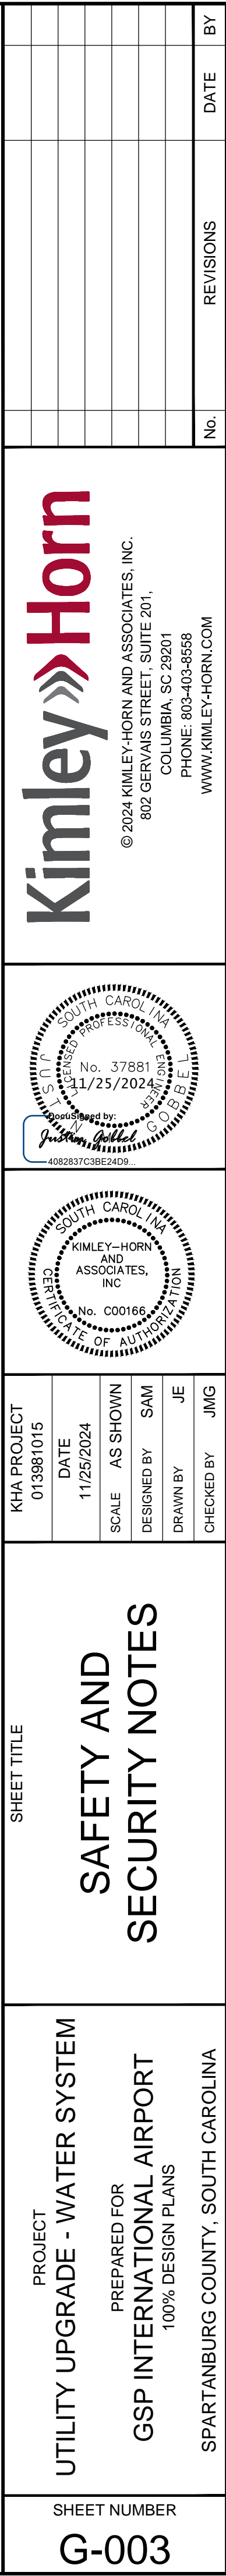 No. REVISIONS DATE BY
Kimley»Horn
© 2024 KIMLEY-HORN AND ASSOCIATES, INC.
802 GERVAIS STREET, SUITE 201,
COLUMBIA, SC 29201
PHONE: 803-403-8558
WWW.KIMLEY-HORN.COM
SOUTH CAROLINA
LICENSED PROFESSIONAL ENGINEER
No. 37881
11/25/2024
JUSTIN GOBBEL
DocuSigned by:
Justin Gobbel
4082837C3BE24D9...
SOUTH CAROLINA
KIMLEY-HORN
AND
ASSOCIATES,
INC
No. C00166
CERTIFICATE OF AUTHORIZATION
KHA PROJECT
013981015
DATE
11/25/2024
SCALE AS SHOWN
DESIGNED BY SAM
DRAWN BY JE
CHECKED BY JMG
SHEET TITLE
SAFETY AND
SECURITY NOTES
PROJECT
UTILITY UPGRADE - WATER SYSTEM
PREPARED FOR
GSP INTERNATIONAL AIRPORT
100% DESIGN PLANS
SPARTANBURG COUNTY, SOUTH CAROLINA
SHEET NUMBER
G-003